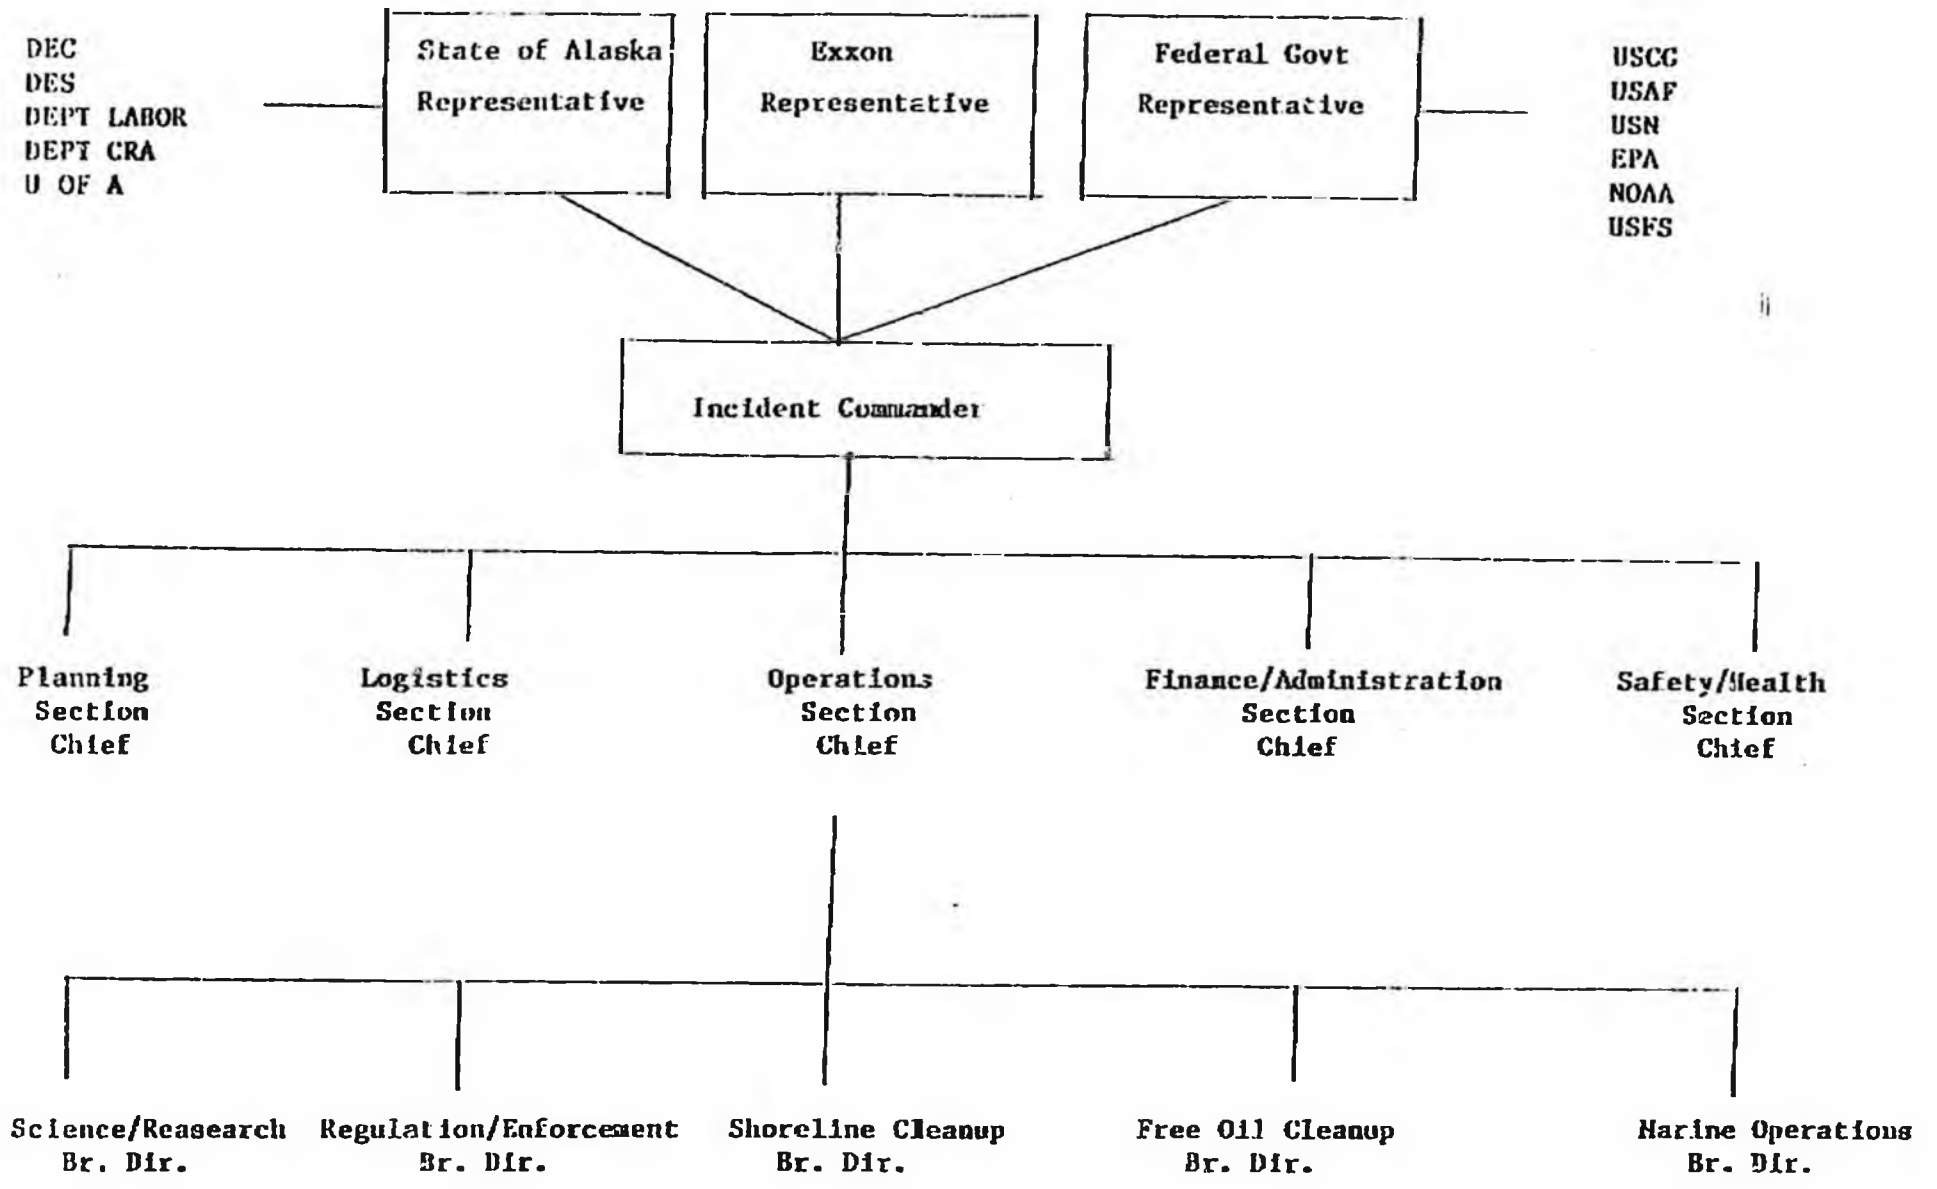 DEC
DES
DEPT LABOR
DEPT CRA
U OF A
State of Alaska
Representative
Exxon
Representative
Federal Govt
Representative
USCG
USAF
USN
EPA
NOAA
USFS
Incident Commander
Planning
Section
Chief
Logistics
Section
Chief
Operations
Section
Chief
Finance/Administration
Section
Chief
Safety/Health
Section
Chief
Science/Reasearch
Br. Dir.
Regulation/Enforcement
Br. Dir.
Shoreline Cleanup
Br. Dir.
Free Oil Cleanup
Br. Dir.
Marine Operations
Br. Dir.